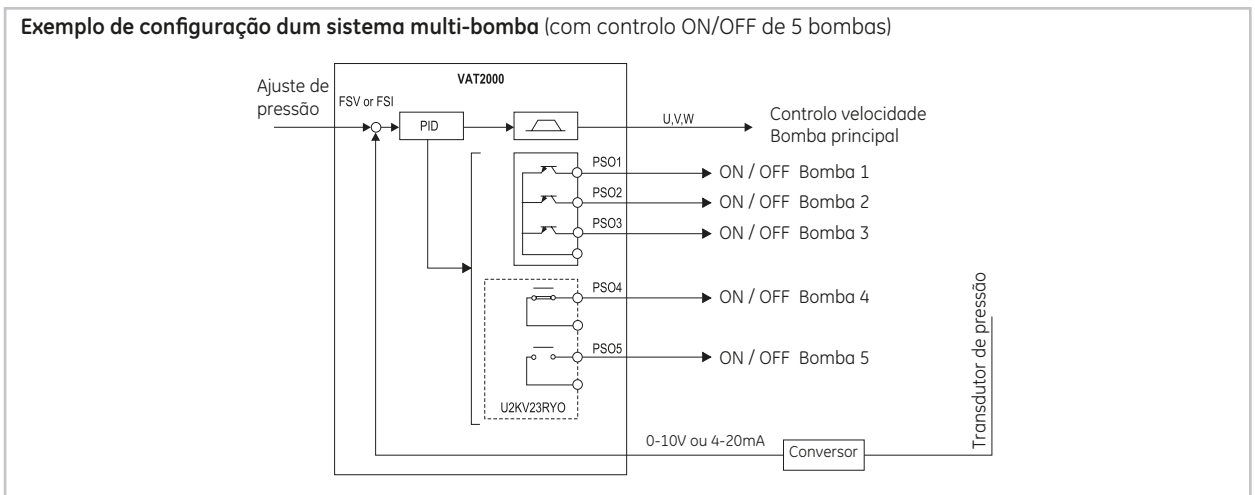 Exemplo de configuração dum sistema multi-bomba (com controlo ON/OFF de 5 bombas)
VAT2000
Ajuste de
pressão
FSV or FSI
PID
U,V,W
Controlo velocidade
Bomba principal
PSO1
ON / OFF Bomba 1
PSO2
ON / OFF Bomba 2
PSO3
ON / OFF Bomba 3
PSO4
ON / OFF Bomba 4
PSO5
ON / OFF Bomba 5
U2KV23RYO
Transdutor de pressão
0-10V ou 4-20mA
Conversor